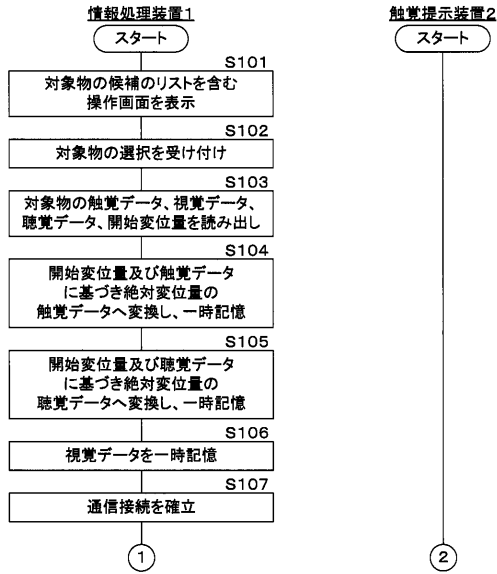 情報処理装置1
スタート
S101
対象物の候補のリストを含む
操作画面を表示
S102
対象物の選択を受け付け
S103
対象物の触覚データ、視覚データ、
聴覚データ、開始変位量を読み出し
S104
開始変位量及び触覚データ
に基づき絶対変位量の
触覚データへ変換し、一時記憶
S105
開始変位量及び聴覚データ
に基づき絶対変位量の
聴覚データへ変換し、一時記憶
S106
視覚データを一時記憶
S107
通信接続を確立
1
触覚提示装置2
スタート
2